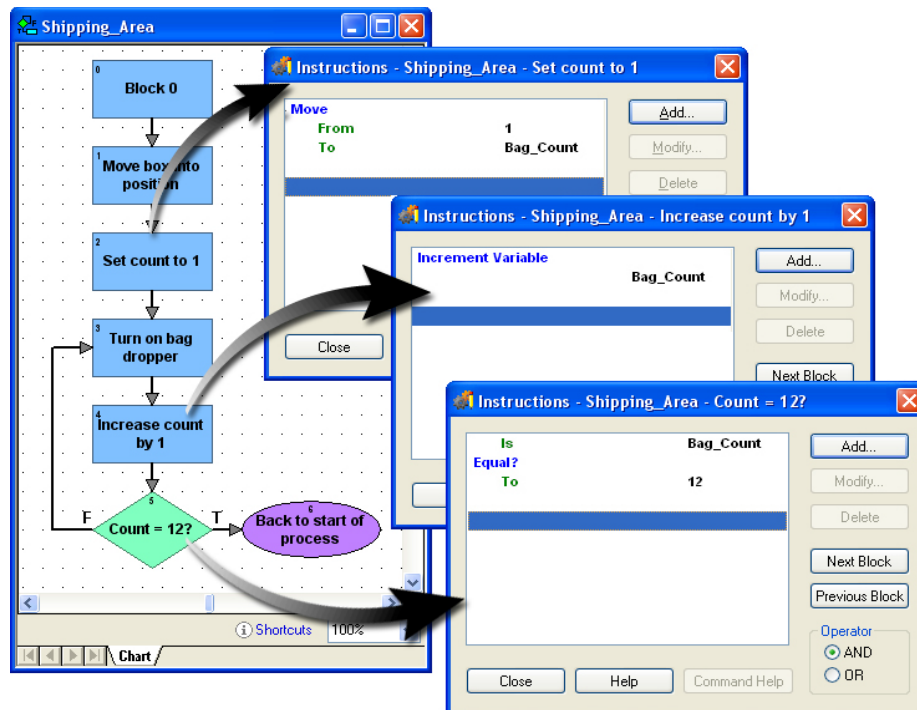 Shipping_Area
0
Block 0
1
Move box into
position
2
Set count to 1
3
Turn on bag
dropper
4
Increase count
by 1
5
Count = 12?
F
T
6
Back to start of
process
Shortcuts
100%
Chart
Instructions - Shipping_Area - Set count to 1
Move
From 1
To Bag_Count
Add...
Modify...
Delete
Close
Instructions - Shipping_Area - Increase count by 1
Increment Variable
Bag_Count
Add...
Modify...
Delete
Next Block
Instructions - Shipping_Area - Count = 12?
Is Bag_Count
Equal?
To 12
Add...
Modify...
Delete
Next Block
Previous Block
Operator
AND
OR
Close
Help
Command Help